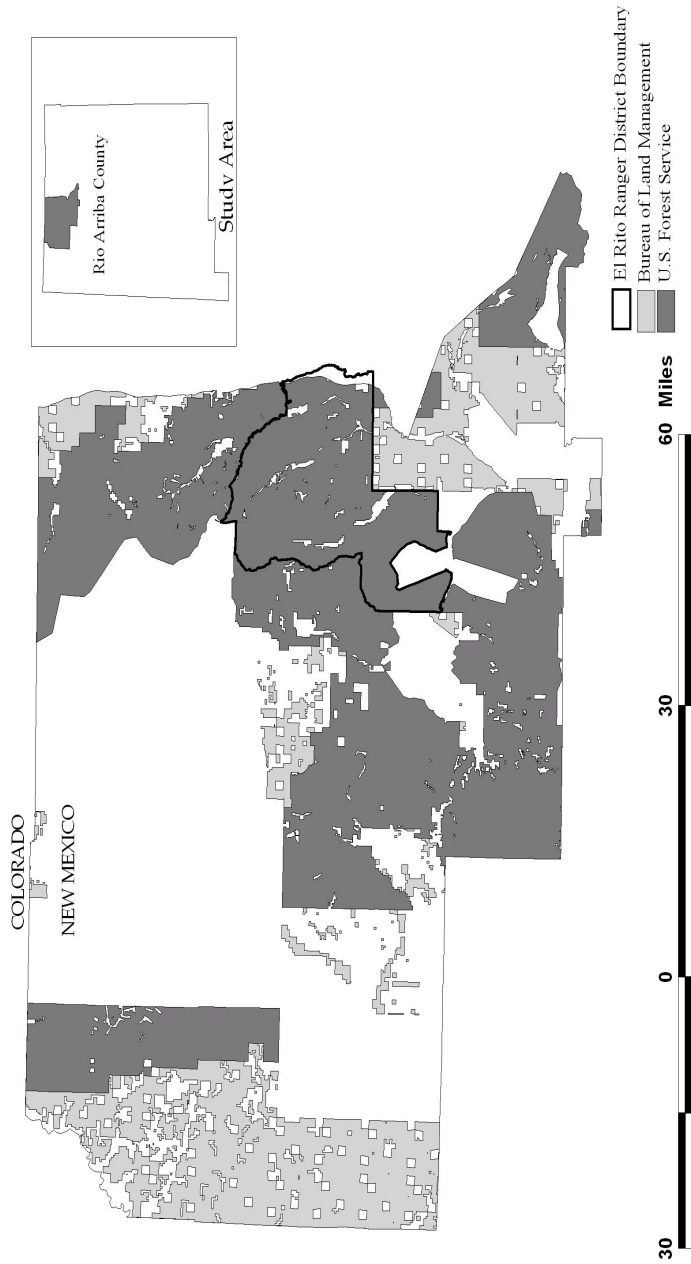 COLORADO
NEW MEXICO
Rio Arriba County
Study Area
El Rito Ranger District Boundary
Bureau of Land Management
U.S. Forest Service
30 0 30 60 Miles